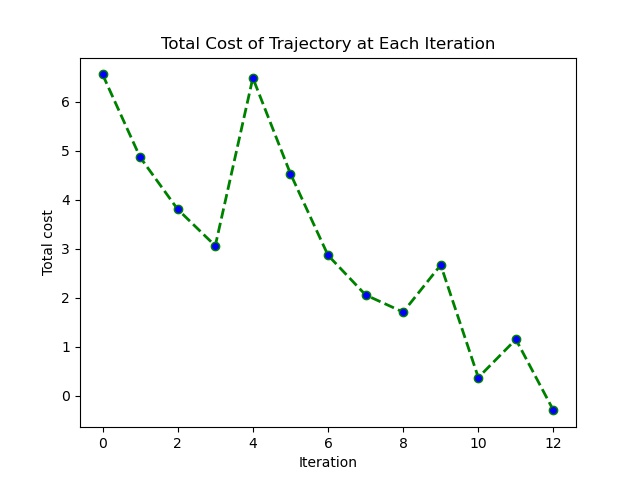 Total Cost of Trajectory at Each Iteration
6
5
4
3
2
1
0
Total cost
0 2 4 6 8 10 12
Iteration